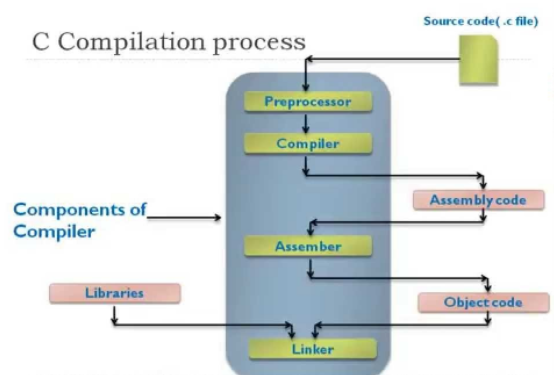 Source code( .c file)
C Compilation process
Preprocessor
Compiler
Assembly code
Components of
Compiler
Assember
Libraries
Object code
Linker